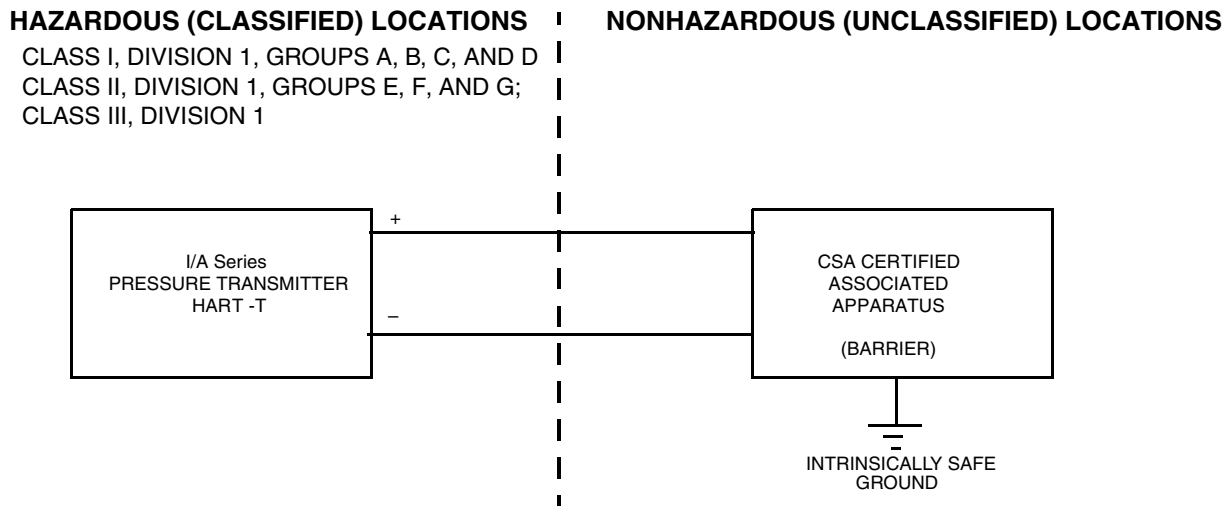 HAZARDOUS (CLASSIFIED) LOCATIONS
CLASS I, DIVISION 1, GROUPS A, B, C, AND D
CLASS II, DIVISION 1, GROUPS E, F, AND G;
CLASS III, DIVISION 1
NONHAZARDOUS (UNCLASSIFIED) LOCATIONS
I/A Series
PRESSURE TRANSMITTER
HART -T
+
–
CSA CERTIFIED
ASSOCIATED
APPARATUS
(BARRIER)
INTRINSICALLY SAFE
GROUND